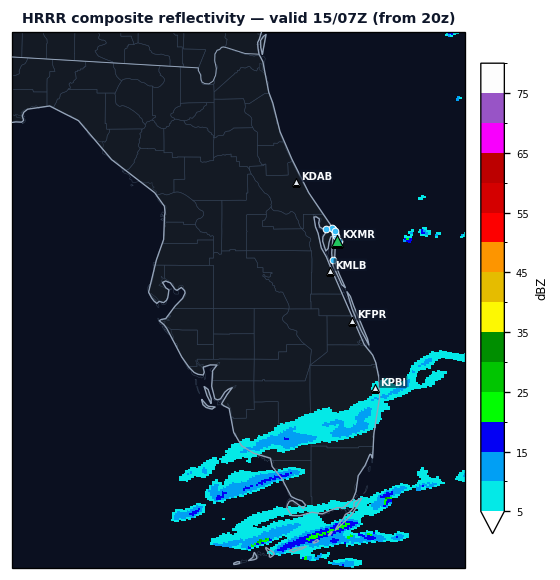 HRRR composite reflectivity — valid 15/07Z (from 20z)
KDAB
KXMR
KMLB
KFPR
KPBI
75
65
55
45
35
25
15
5
dBZ